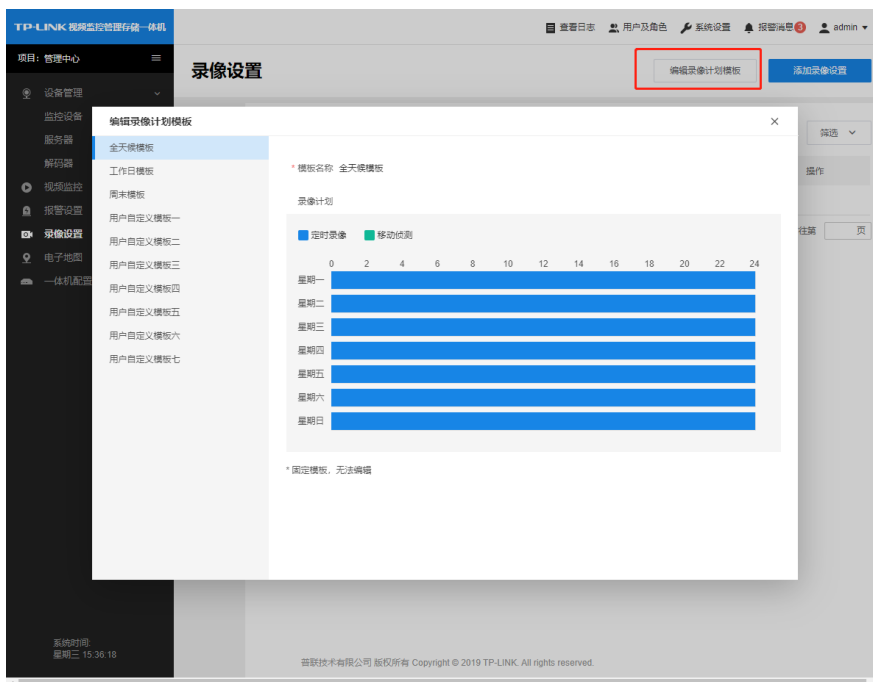 TP-LINK 视频监控管理存储一体机
查看日志 用户及角色 系统设置 报警消息 3 admin
项目: 管理中心
录像设置
编辑录像计划模板
添加录像设置
设备管理
监控设备
服务器
解码器
视频监控
报警设置
录像设置
电子地图
一体机配置
筛选
操作
往第 页
编辑录像计划模板
全天候模板
工作日模板
周末模板
用户自定义模板一
用户自定义模板二
用户自定义模板三
用户自定义模板四
用户自定义模板五
用户自定义模板六
用户自定义模板七
* 模板名称 全天候模板
录像计划
定时录像 移动侦测
0 2 4 6 8 10 12 14 16 18 20 22 24
星期一
星期二
星期三
星期四
星期五
星期六
星期日
* 固定模板，无法编辑
系统时间:
星期三 15:36:18
普联技术有限公司 版权所有 Copyright © 2019 TP-LINK. All rights reserved.